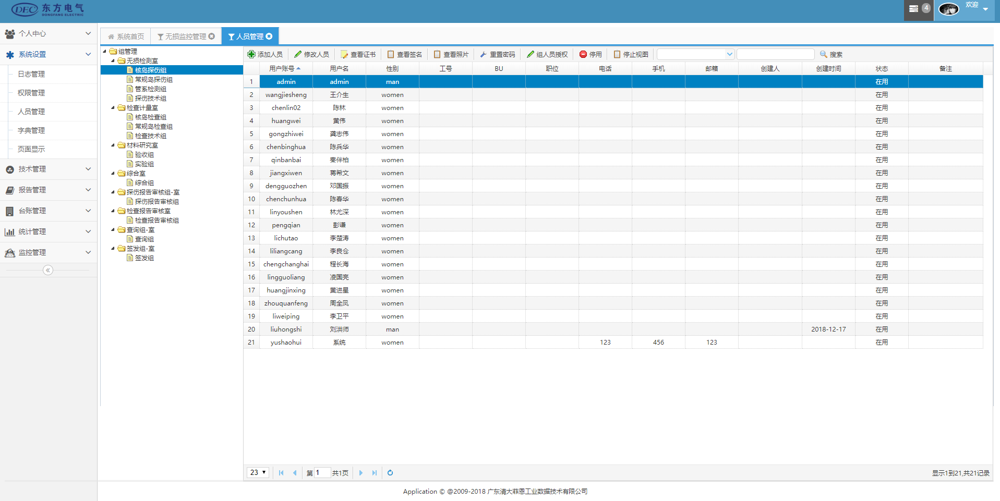 DEC 东方电气
DONGFANG ELECTRIC
4
欢迎
个人中心
系统设置
日志管理
权限管理
人员管理
字典管理
页面显示
技术管理
报告管理
台账管理
统计管理
监控管理
系统首页 无损监控管理 人员管理
组管理
无损检测室
核岛探伤组
常规岛探伤组
管系检测组
探伤技术组
检查计量室
核岛检查组
常规岛检查组
检查技术组
材料研究室
验收组
实验组
综合室
综合组
探伤报告审核组-室
探伤报告审核组
检查报告审核室
检查报告审核组
查询组-室
查询组
签发组-室
签发组
添加人员 修改人员 查看证书 查看签名 查看照片 重置密码 组人员授权 停用 停止视图 搜索
用户账号 用户名 性别 工号 BU 职位 电话 手机 邮箱 创建人 创建时间 状态 备注
1 admin admin man 在用
2 wangjiesheng 王介生 women 在用
3 chenlin02 陈林 women 在用
4 huangwei 黄伟 women 在用
5 gongzhiwei 龚志伟 women 在用
6 chenbinghua 陈兵华 women 在用
7 qinbanbai 秦伴柏 women 在用
8 jiangxiwen 蒋希文 women 在用
9 dengguozhen 邓国振 women 在用
10 chenchunhua 陈春华 women 在用
11 linyoushen 林尤深 women 在用
12 pengqian 彭谦 women 在用
13 lichutao 李楚涛 women 在用
14 liliangcang 李良仓 women 在用
15 chengchanghai 程长海 women 在用
16 lingguoliang 凌国亮 women 在用
17 huangjinxing 黄进星 women 在用
18 zhouquanfeng 周全凤 women 在用
19 liweiping 李卫平 women 在用
20 liuhongshi 刘洪师 man 2018-12-17 在用
21 yushaohui 系统 women 123 456 123 在用
23 第 1 共1页
显示1到21,共21记录
Application © @2009-2018 广东清大菲恩工业数据技术有限公司